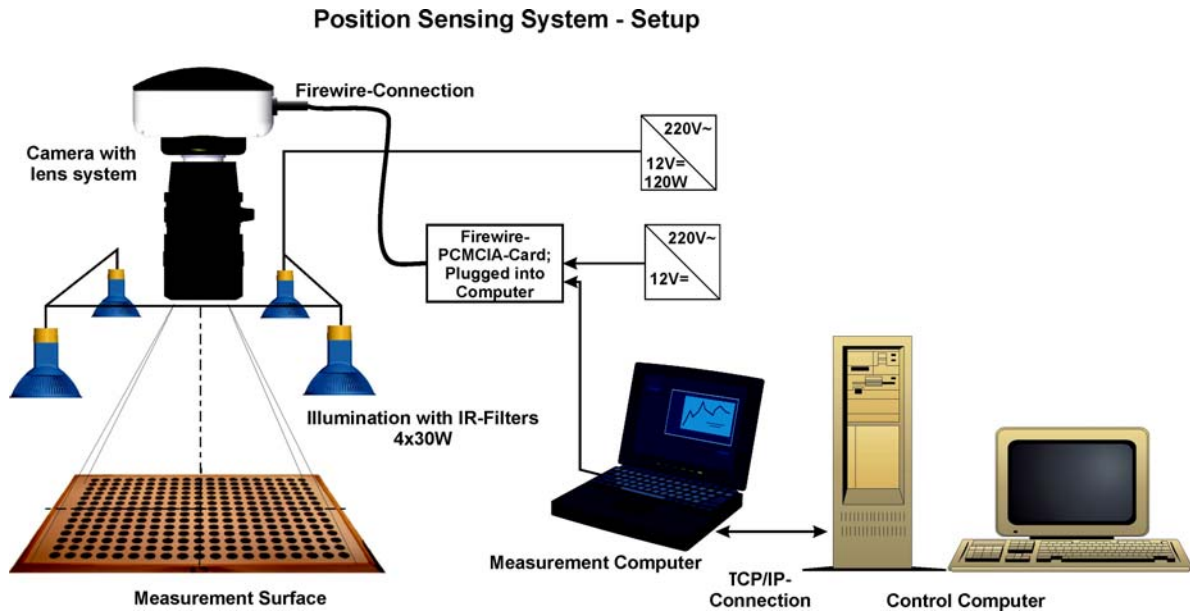 Position Sensing System - Setup
Firewire-Connection
Camera with
lens system
220V~
12V=
120W
Firewire-
PCMCIA-Card;
Plugged into
Computer
220V~
12V=
Illumination with IR-Filters
4x30W
Measurement Surface
Measurement Computer
TCP/IP-
Connection
Control Computer